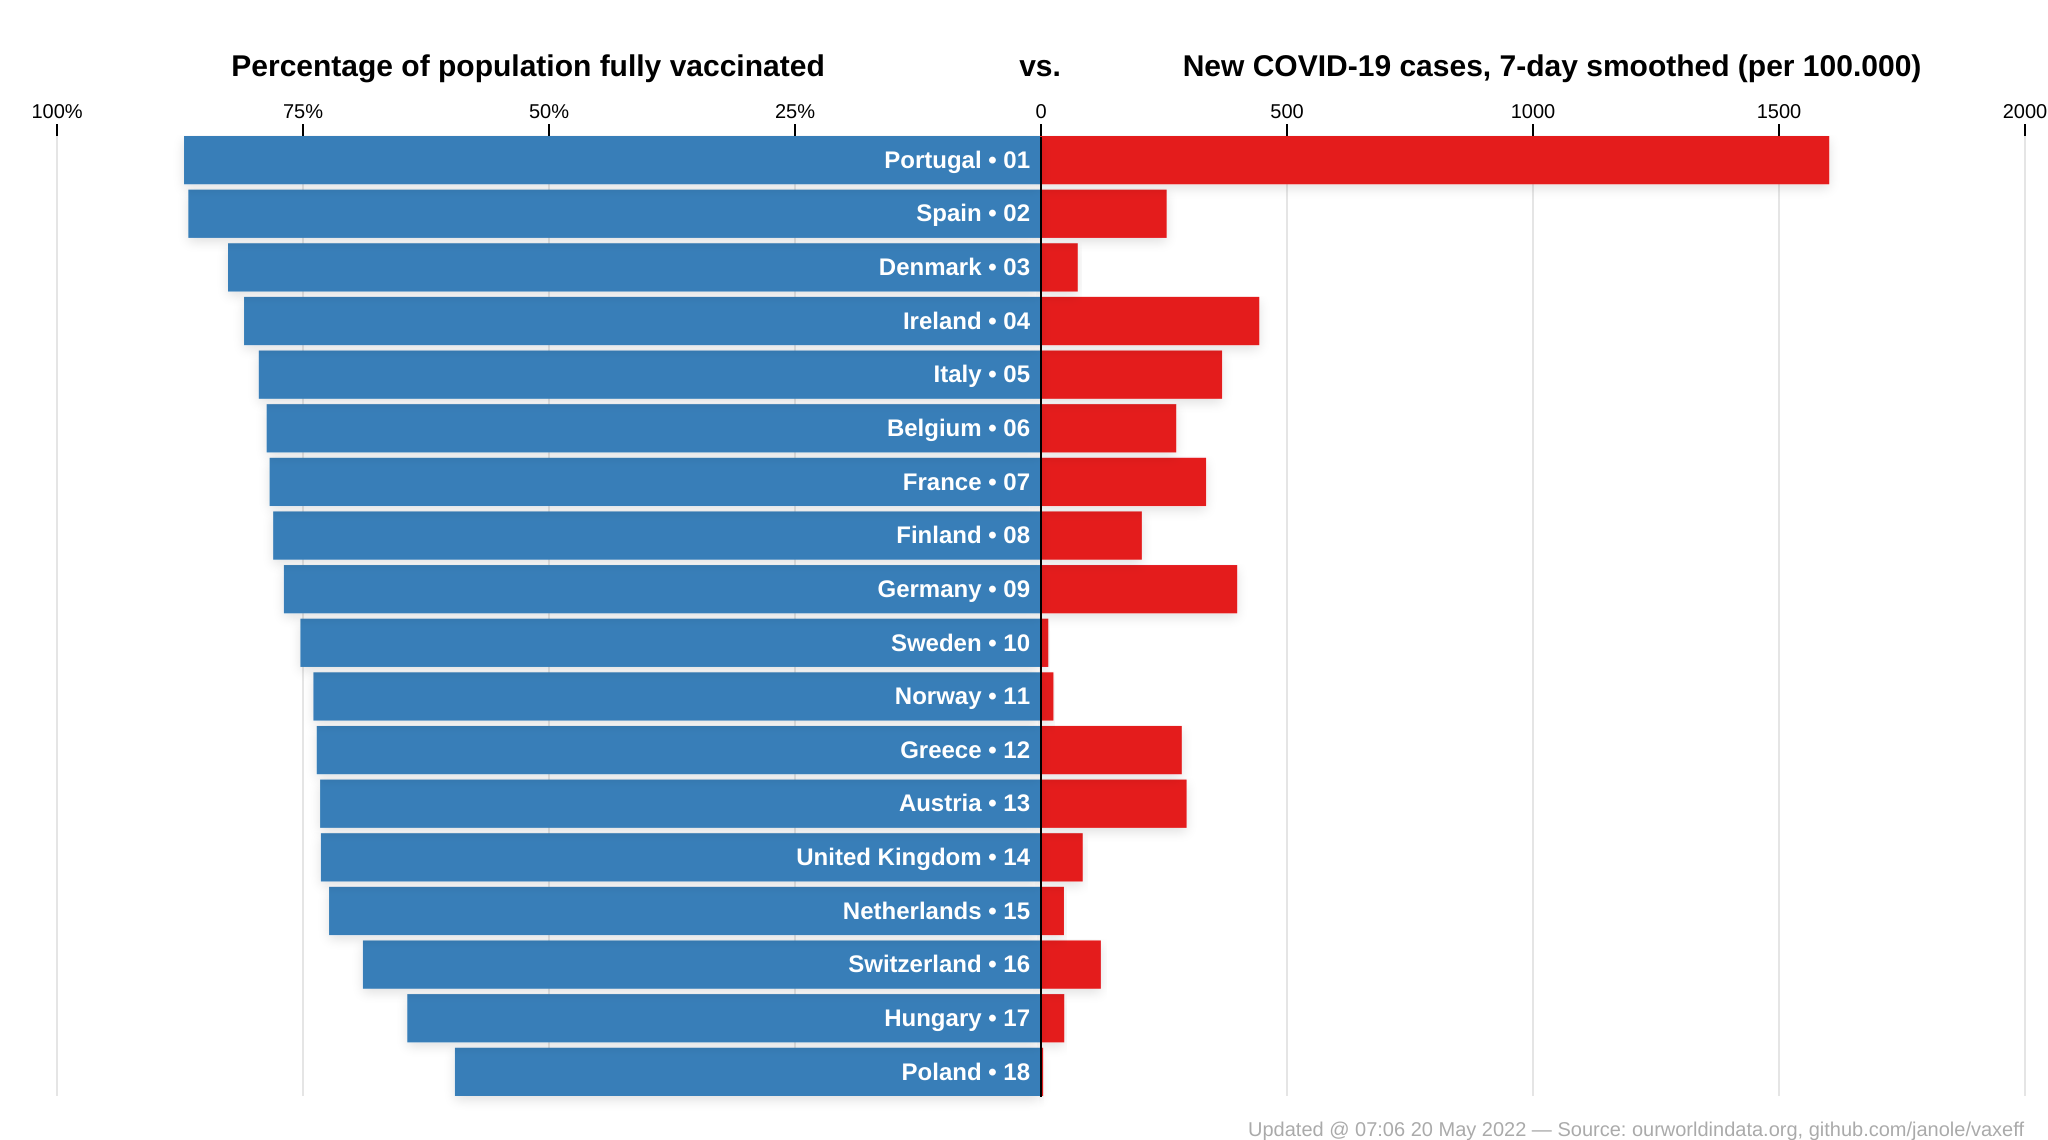 Percentage of population fully vaccinated vs. New COVID-19 cases, 7-day smoothed (per 100.000)
100% 75% 50% 25% 0 500 1000 1500 2000
Portugal • 01
Spain • 02
Denmark • 03
Ireland • 04
Italy • 05
Belgium • 06
France • 07
Finland • 08
Germany • 09
Sweden • 10
Norway • 11
Greece • 12
Austria • 13
United Kingdom • 14
Netherlands • 15
Switzerland • 16
Hungary • 17
Poland • 18
Updated @ 07:06 20 May 2022 — Source: ourworldindata.org, github.com/janole/vaxeff